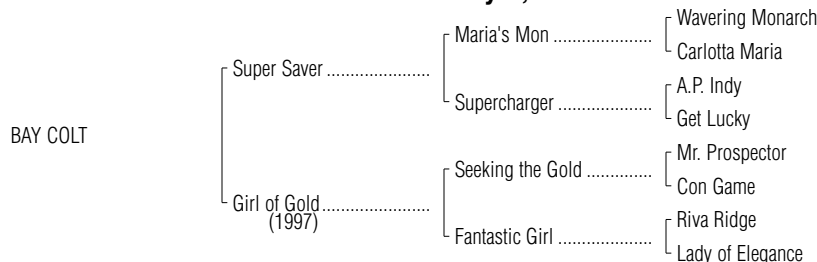 Wavering Monarch
Maria's Mon ......................
Carlotta Maria
Super Saver ......................
A.P. Indy
Supercharger .....................
Get Lucky
BAY COLT
Mr. Prospector
Seeking the Gold ...............
Con Game
Girl of Gold ........................
(1997)
Riva Ridge
Fantastic Girl .....................
Lady of Elegance